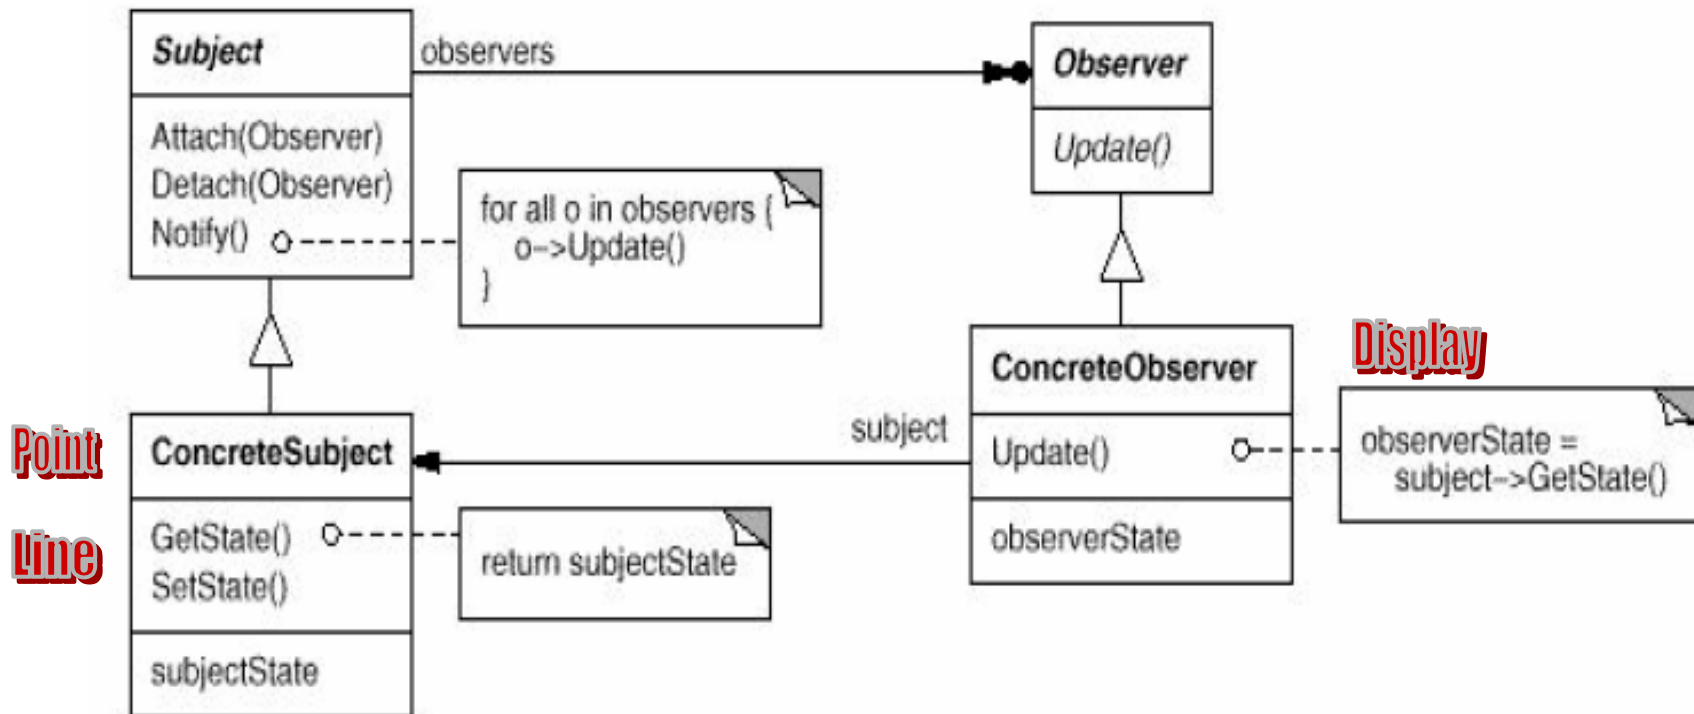 Subject
observers
Observer
Attach(Observer)
Detach(Observer)
Notify()
Update()
for all o in observers {
o->Update()
}
Display
ConcreteObserver
Point
ConcreteSubject
subject
Update()
observerState =
subject->GetState()
Line
GetState()
SetState()
return subjectState
observerState
subjectState